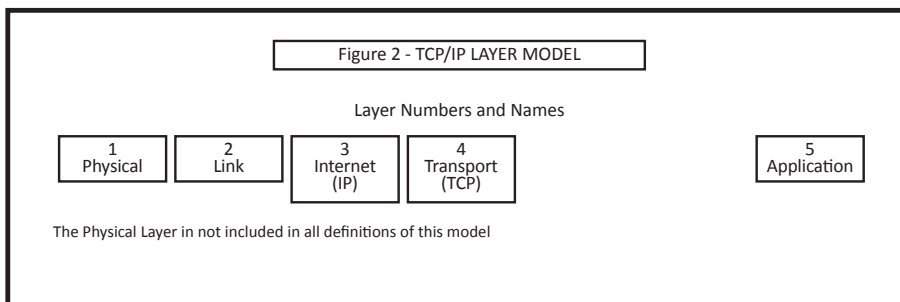 Figure 2 - TCP/IP LAYER MODEL
Layer Numbers and Names
1
Physical
2
Link
3
Internet
(IP)
4
Transport
(TCP)
5
Application
The Physical Layer in not included in all definitions of this model